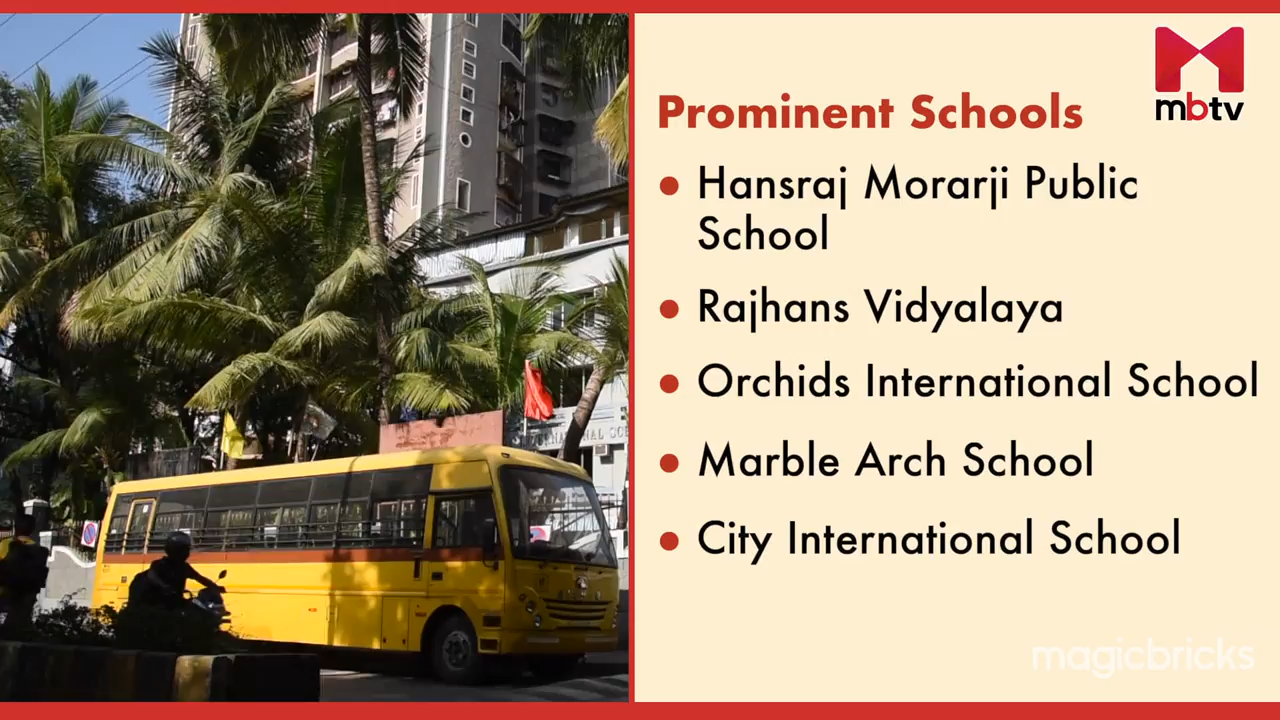 mbtv
Prominent Schools
• Hansraj Morarji Public
School
• Rajhans Vidyalaya
• Orchids International School
• Marble Arch School
• City International School
magicbricks